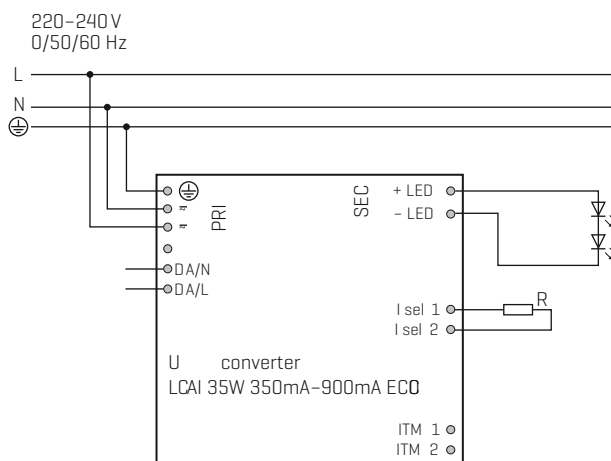 220–240 V
0/50/60 Hz
L
N
PRI
SEC
+ LED
– LED
DA/N
DA/L
I sel 1
I sel 2
R
U converter
LCAI 35W 350mA–900mA ECO
ITM 1
ITM 2